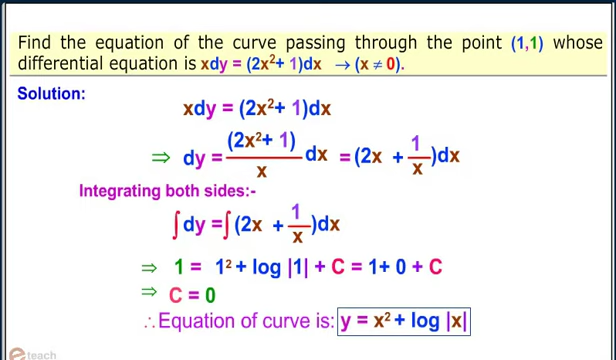 Find the equation of the curve passing through the point (1,1) whose
differential equation is xdy = (2x²+ 1)dx → (x ≠ 0).
Solution:
xdy = (2x²+ 1)dx
⇒ dy = (2x²+ 1)/x dx = (2x + 1/x)dx
Integrating both sides:-
∫dy =∫(2x + 1/x)dx
⇒ 1 = 1² + log |1| + C = 1+ 0 + C
⇒ C = 0
∴Equation of curve is: y = x² + log |x|
e teach